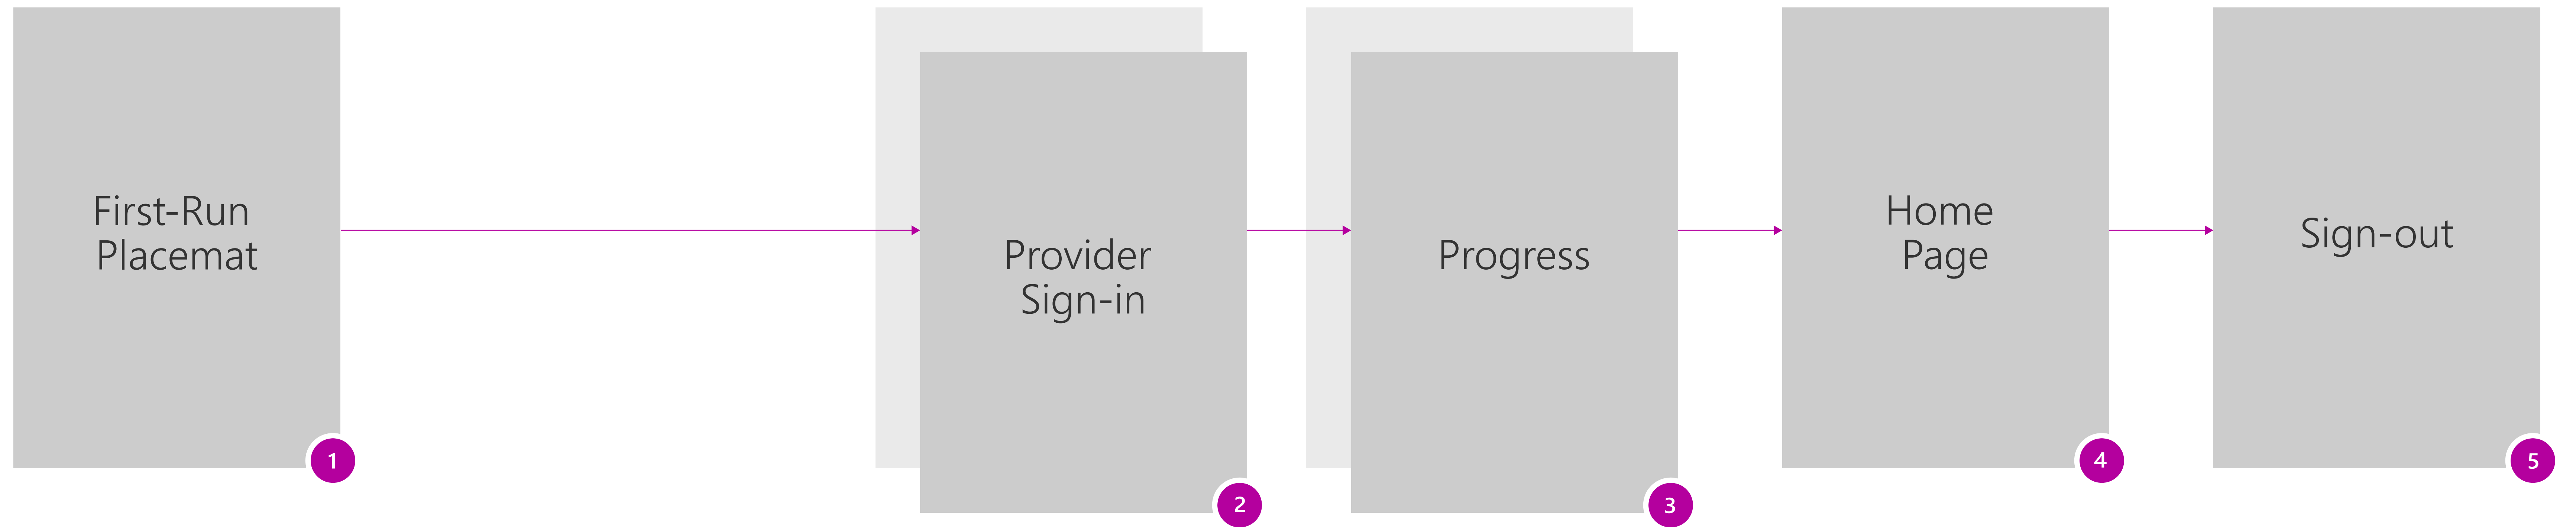 First-Run
Placemat
1
Provider
Sign-in
2
Progress
3
Home
Page
4
Sign-out
5